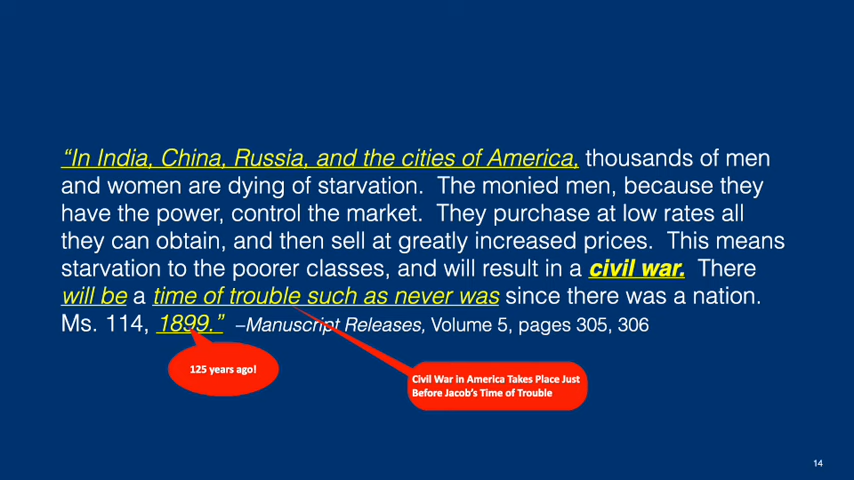 “In India, China, Russia, and the cities of America, thousands of men
and women are dying of starvation. The monied men, because they
have the power, control the market. They purchase at low rates all
they can obtain, and then sell at greatly increased prices. This means
starvation to the poorer classes, and will result in a civil war. There
will be a time of trouble such as never was since there was a nation.
Ms. 114, 1899.” –Manuscript Releases, Volume 5, pages 305, 306
125 years ago!
Civil War in America Takes Place Just
Before Jacob’s Time of Trouble
14